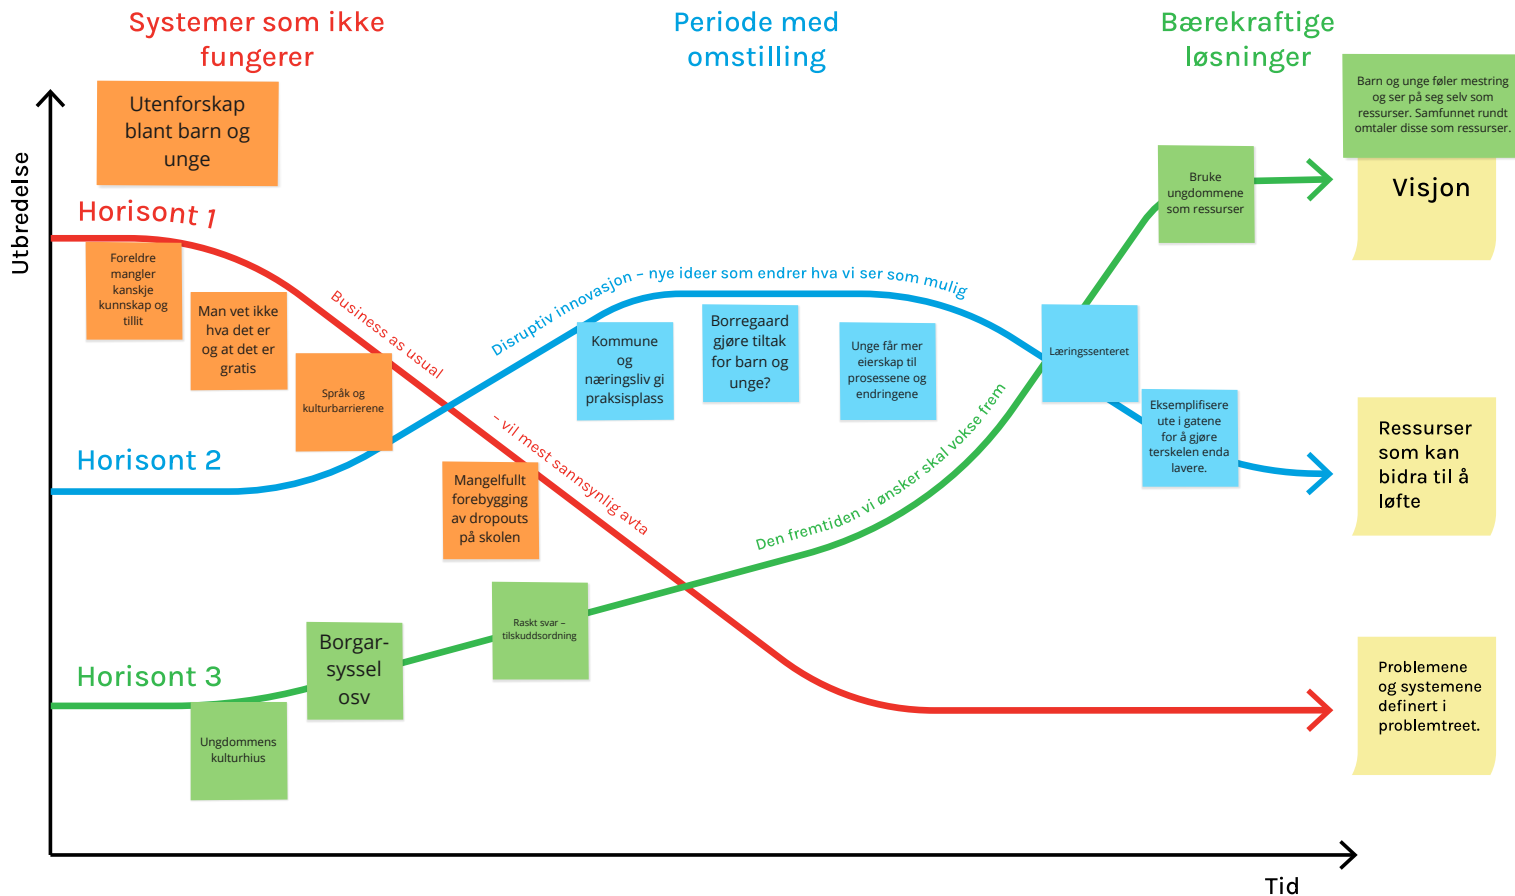 Systemer som ikke
fungerer
Periode med
omstilling
Bærekraftige
løsninger
Utbredelse
Utenforskap
blant barn og
unge
Barn og unge føler mestring
og ser på seg selv som
ressurser. Samfunnet rundt
omtaler disse som ressurser.
Visjon
Bruke
ungdommene
som ressurser
Horisont 1
Foreldre
mangler
kanskje
kunnskap og
tillit
Man vet ikke
hva det er
og at det er
gratis
Språk og
kulturbarrierene
Business as usual
- vil mest sannsynlig avta
Mangelfullt
forebygging
av dropouts
på skolen
Horisont 2
Disruptiv innovasjon – nye ideer som endrer hva vi ser som mulig
Kommune
og
næringsliv gi
praksisplass
Borregaard
gjøre tiltak
for barn og
unge?
Unge får mer
eierskap til
prosessene og
endringene
Læringssenteret
Eksemplifisere
ute i gatene
for å gjøre
terskelen enda
lavere.
Ressurser
som kan
bidra til å
løfte
Horisont 3
Ungdommens
kulturhius
Borgar-
syssel
osv
Raskt svar –
tilskuddsordning
Den fremtiden vi ønsker skal vokse frem
Problemene
og systemene
definert i
problemtreet.
Tid